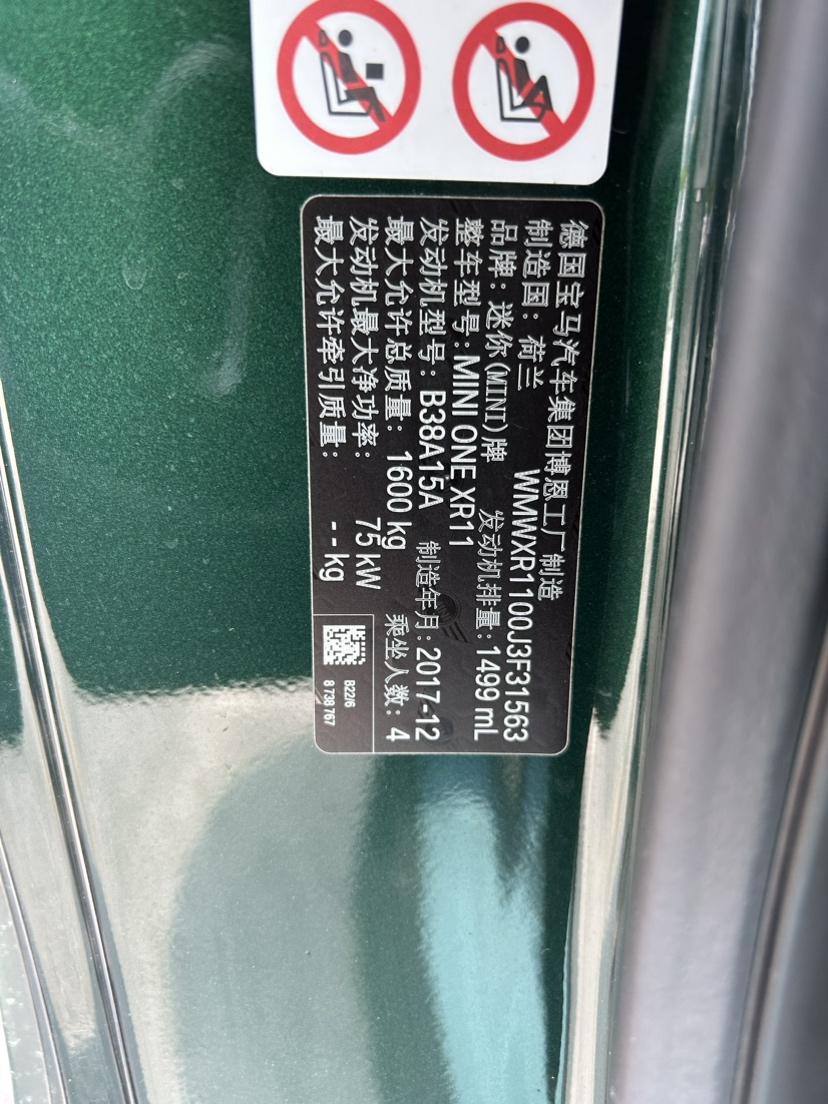 德国宝马汽车集团博恩工厂制造
制造国: 荷兰 WMWXR1100J3F31563
品牌: 迷你(MINI)牌 发动机排量:1499 mL
整车型号:MINI ONE XR11
发动机型号: B38A15A 制造年月: 2017-12
最大允许总质量: 1600 kg 乘坐人数: 4
发动机最大净功率: 75 kW
最大允许牵引质量: -- kg
B22/6
8 738 767